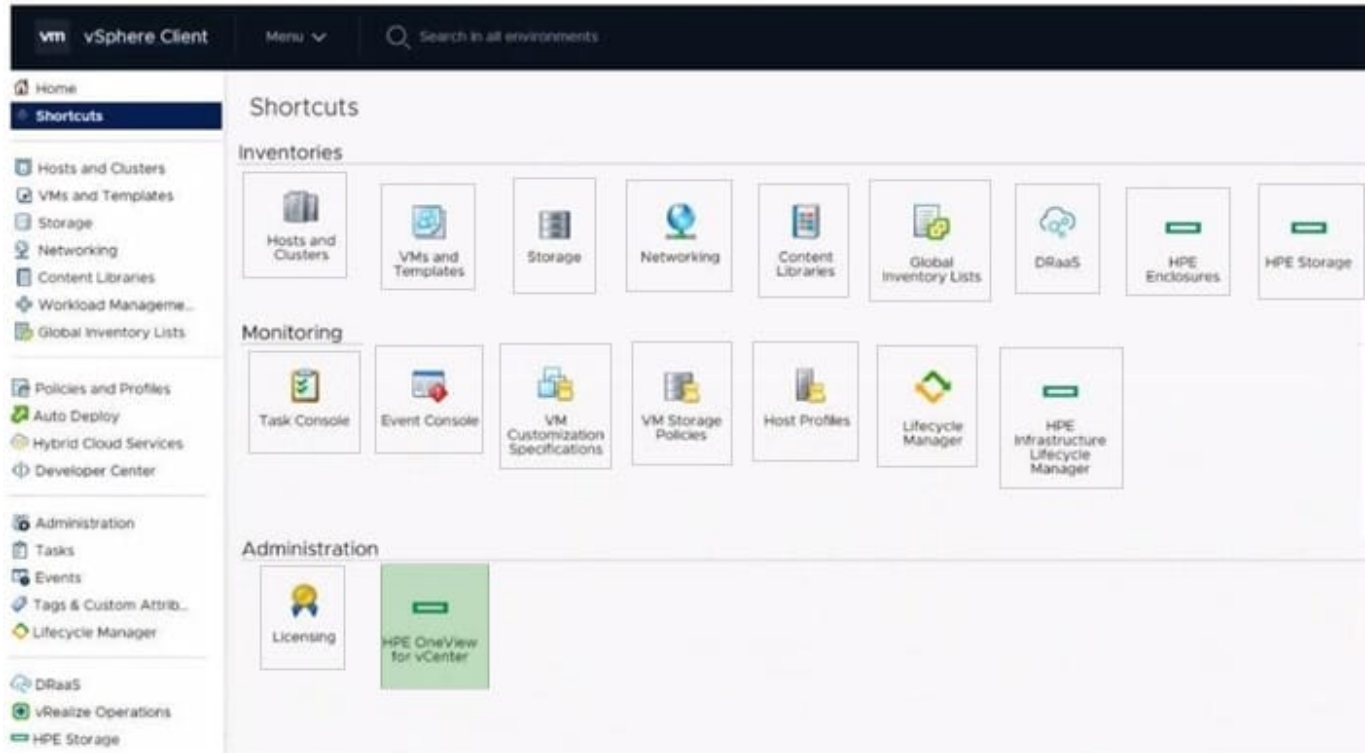 vm vSphere Client Menu Search in all environments
Home
Shortcuts
Hosts and Clusters
VMs and Templates
Storage
Networking
Content Libraries
Workload Manageme...
Global Inventory Lists
Policies and Profiles
Auto Deploy
Hybrid Cloud Services
Developer Center
Administration
Tasks
Events
Tags & Custom Attrib...
Lifecycle Manager
DRaaS
vRealize Operations
HPE Storage
Shortcuts
Inventories
Hosts and
Clusters
VMs and
Templates
Storage
Networking
Content
Libraries
Global
Inventory Lists
DRaaS
HPE
Enclosures
HPE Storage
Monitoring
Task Console
Event Console
VM
Customization
Specifications
VM Storage
Policies
Host Profiles
Lifecycle
Manager
HPE
Infrastructure
Lifecycle
Manager
Administration
Licensing
HPE OneView
for vCenter